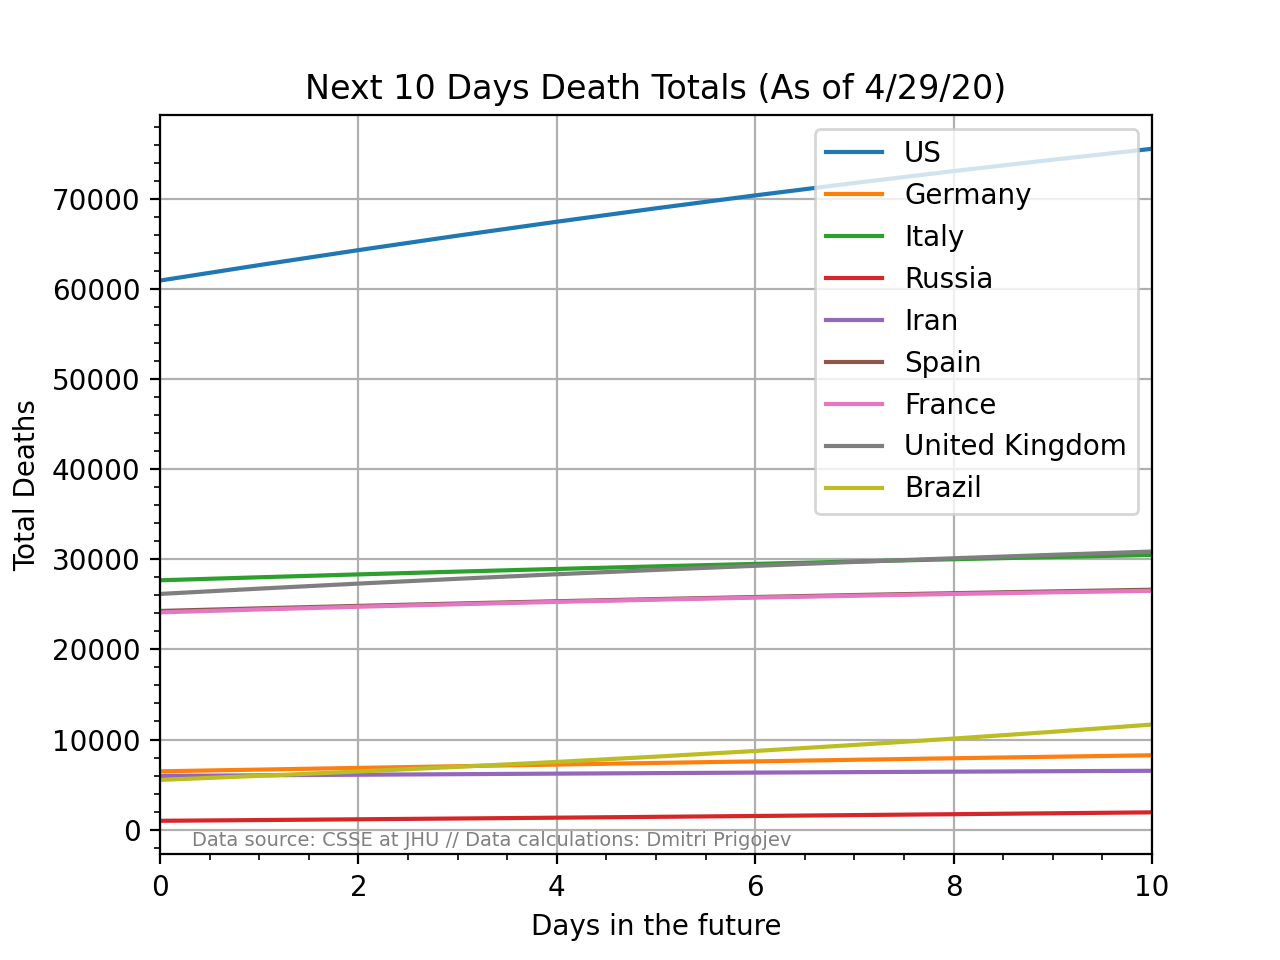 Next 10 Days Death Totals (As of 4/29/20)
US
Germany
Italy
Russia
Iran
Spain
France
United Kingdom
Brazil
Total Deaths
70000
60000
50000
40000
30000
20000
10000
0
Data source: CSSE at JHU // Data calculations: Dmitri Prigojev
0 2 4 6 8 10
Days in the future